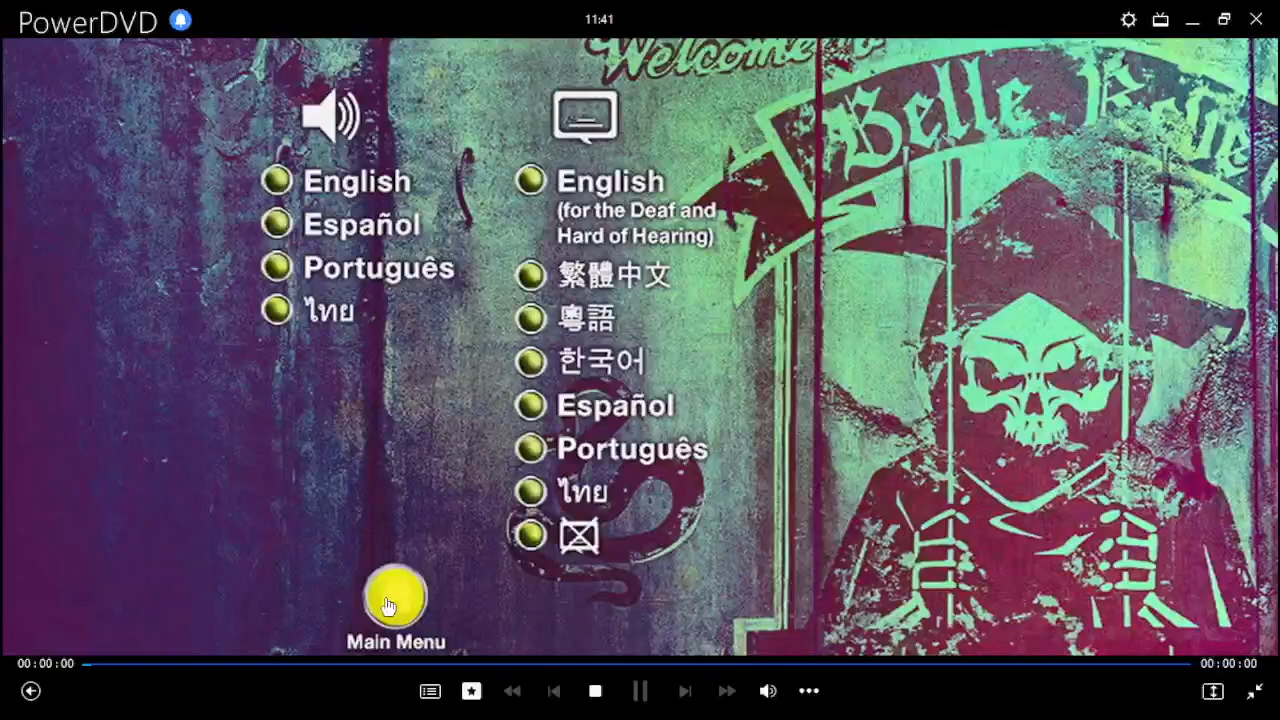 PowerDVD
11:41
Welcome to
Belle Reve
English
Español
Português
ไทย
English
(for the Deaf and
Hard of Hearing)
繁體中文
粵語
한국어
Español
Português
ไทย
Main Menu
00:00:00
00:00:00